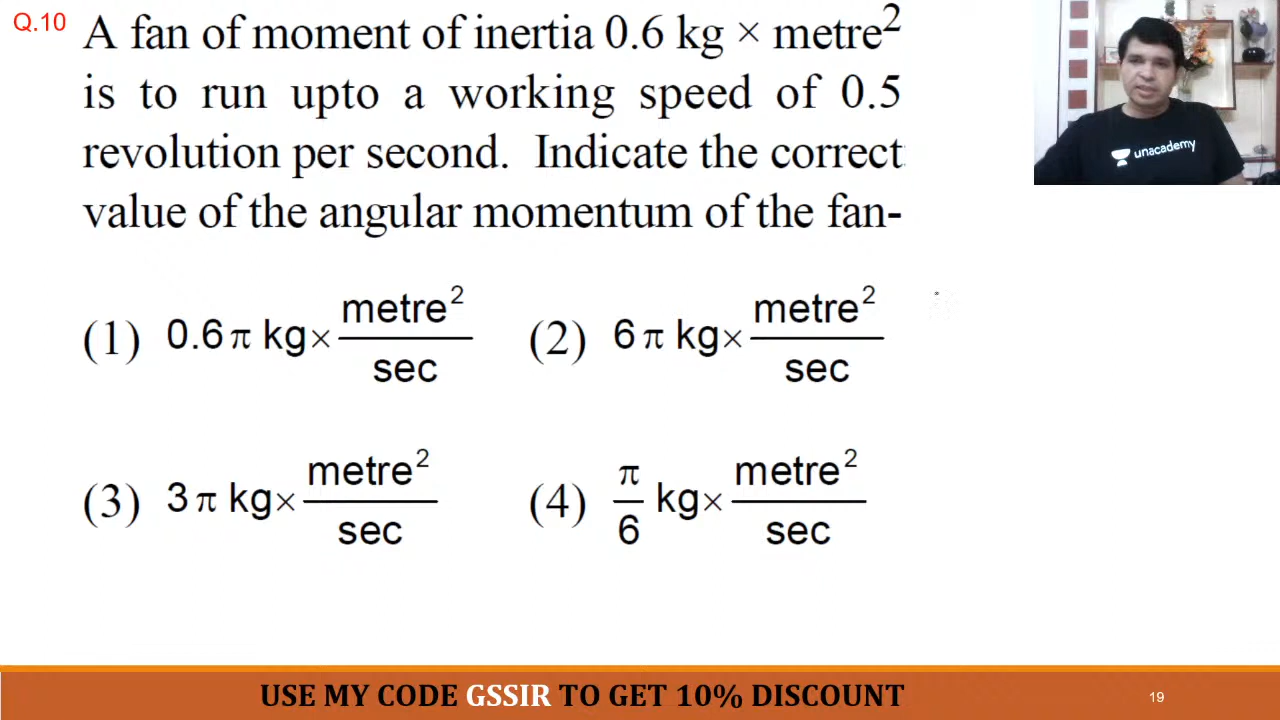 Q.10
A fan of moment of inertia 0.6 kg × metre²
is to run upto a working speed of 0.5
revolution per second. Indicate the correct
value of the angular momentum of the fan-
(1) 0.6 π kg× metre²/sec (2) 6 π kg× metre²/sec
(3) 3 π kg× metre²/sec (4) π/6 kg× metre²/sec
unacademy
USE MY CODE GSSIR TO GET 10% DISCOUNT
19